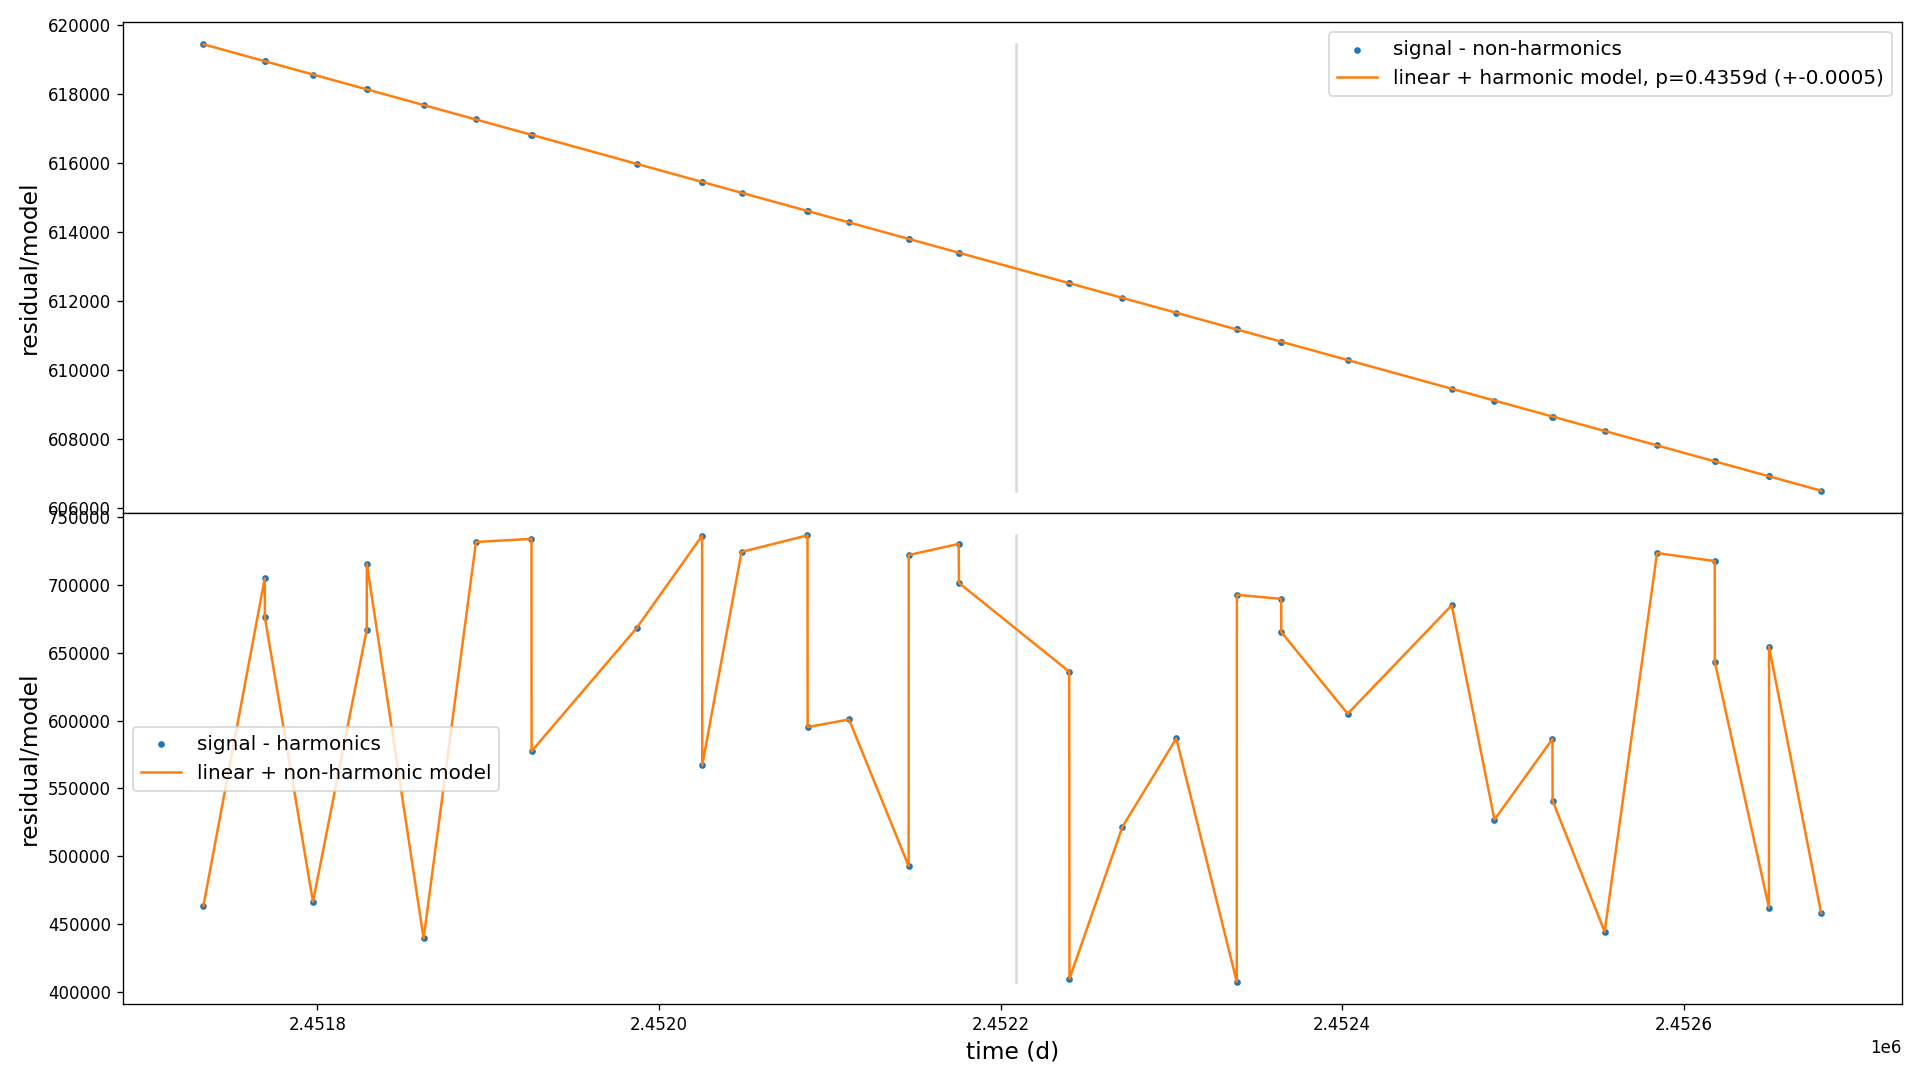 620000
618000
616000
614000
612000
610000
608000
606000
residual/model
signal - non-harmonics
linear + harmonic model, p=0.4359d (+-0.0005)
750000
700000
650000
600000
550000
500000
450000
400000
residual/model
signal - harmonics
linear + non-harmonic model
2.4518 2.4520 2.4522 2.4524 2.4526
time (d)
1e6